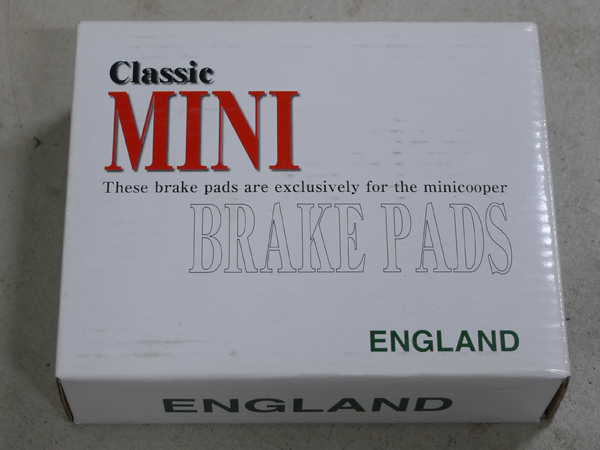 Classic
MINI
These brake pads are exclusively for the minicooper
BRAKE PADS
ENGLAND
ENGLAND